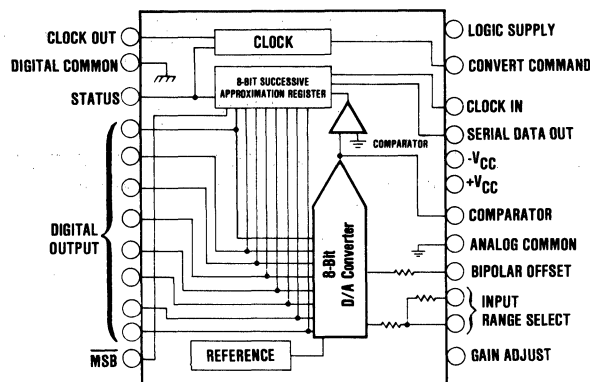 CLOCK OUT
DIGITAL COMMON
STATUS
DIGITAL
OUTPUT
MSB
CLOCK
8-BIT SUCCESSIVE
APPROXIMATION REGISTER
COMPARATOR
8-Bit
D/A Converter
REFERENCE
LOGIC SUPPLY
CONVERT COMMAND
CLOCK IN
SERIAL DATA OUT
-VCC
+VCC
COMPARATOR
ANALOG COMMON
BIPOLAR OFFSET
INPUT
RANGE SELECT
GAIN ADJUST